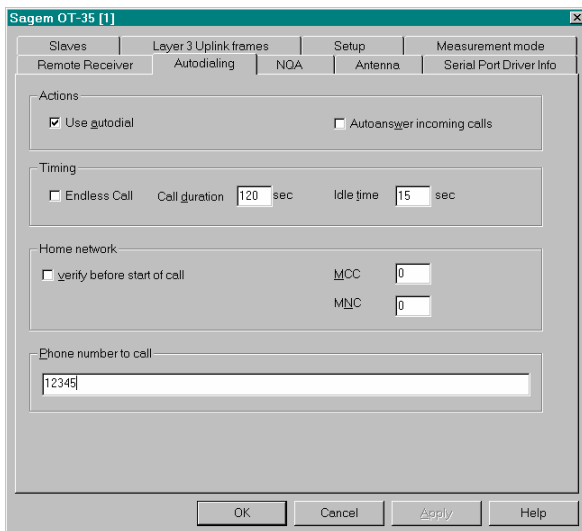 Sagem OT-35 [1]
Slaves Layer 3 Uplink frames Setup Measurement mode
Remote Receiver Autodialing NQA Antenna Serial Port Driver Info
Actions
Use autodial Autoanswer incoming calls
Timing
Endless Call Call duration 120 sec Idle time 15 sec
Home network
verify before start of call MCC 0
MNC 0
Phone number to call
12345
OK Cancel Apply Help